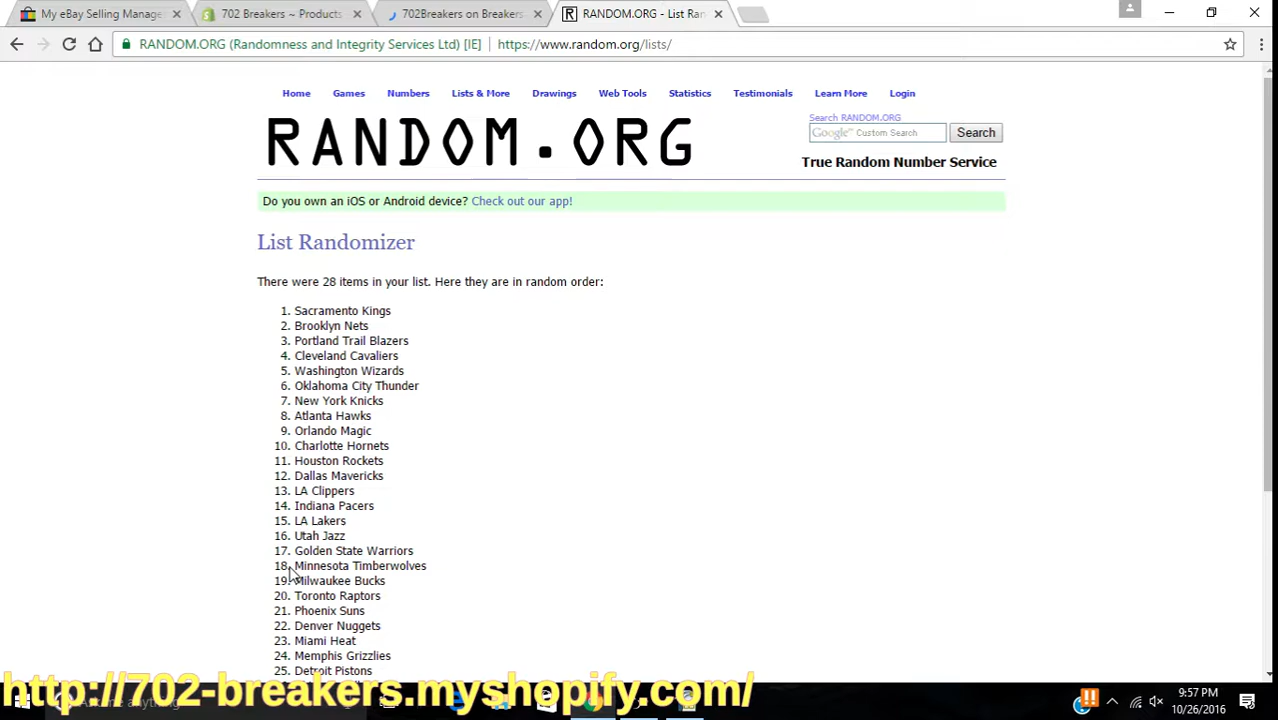 My eBay Selling Manage
702 Breakers ~ Products
702Breakers on Breakers
RANDOM.ORG - List Ran
RANDOM.ORG (Randomness and Integrity Services Ltd) [IE]
https://www.random.org/lists/
Home Games Numbers Lists & More Drawings Web Tools Statistics Testimonials Learn More Login
RANDOM.ORG
Search RANDOM.ORG
Google™ Custom Search
Search
True Random Number Service
Do you own an iOS or Android device? Check out our app!
List Randomizer
There were 28 items in your list. Here they are in random order:
1. Sacramento Kings
2. Brooklyn Nets
3. Portland Trail Blazers
4. Cleveland Cavaliers
5. Washington Wizards
6. Oklahoma City Thunder
7. New York Knicks
8. Atlanta Hawks
9. Orlando Magic
10. Charlotte Hornets
11. Houston Rockets
12. Dallas Mavericks
13. LA Clippers
14. Indiana Pacers
15. LA Lakers
16. Utah Jazz
17. Golden State Warriors
18. Minnesota Timberwolves
19. Milwaukee Bucks
20. Toronto Raptors
21. Phoenix Suns
22. Denver Nuggets
23. Miami Heat
24. Memphis Grizzlies
25. Detroit Pistons
http://702-breakers.myshopify.com/
9:57 PM
10/26/2016